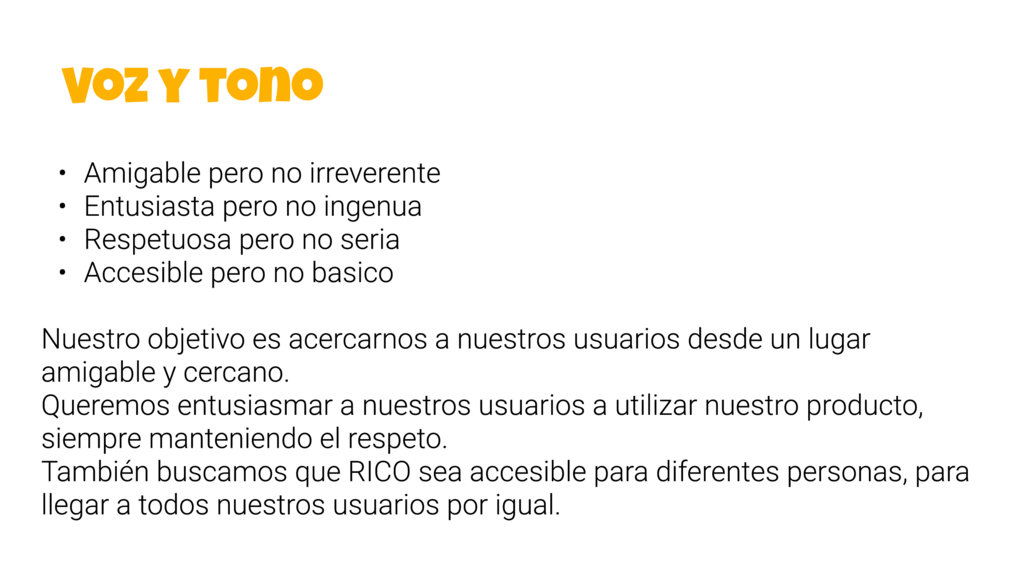 Voz y Tono
• Amigable pero no irreverente
• Entusiasta pero no ingenua
• Respetuosa pero no seria
• Accesible pero no basico
Nuestro objetivo es acercarnos a nuestros usuarios desde un lugar
amigable y cercano.
Queremos entusiasmar a nuestros usuarios a utilizar nuestro producto,
siempre manteniendo el respeto.
También buscamos que RICO sea accesible para diferentes personas, para
llegar a todos nuestros usuarios por igual.